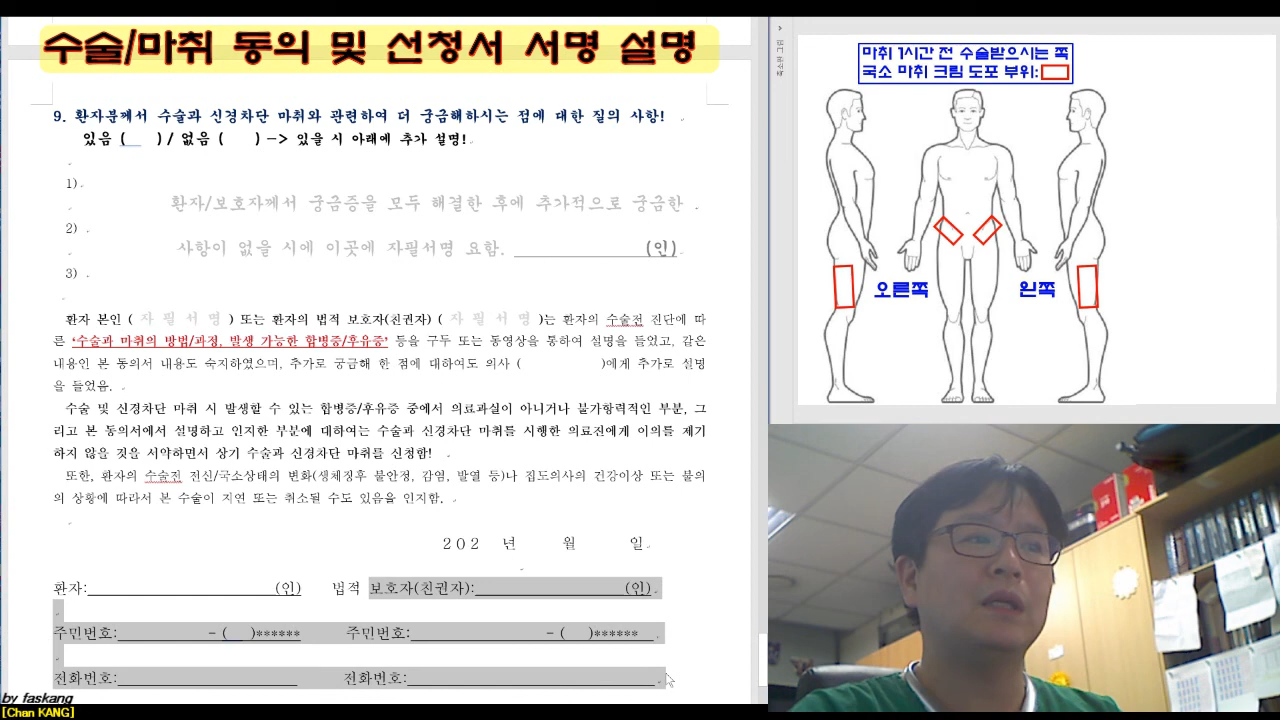 수술/마취 동의 및 신청서 서명 설명
9. 환자분께서 수술과 신경차단 마취와 관련하여 더 궁금해하시는 점에 대한 질의 사항!
있음 (      ) / 없음 (      ) -> 있을 시 아래에 추가 설명!
1)
환자/보호자께서 궁금증을 모두 해결한 후에 추가적으로 궁금한
2)
사항이 없을 시에 이곳에 자필서명 요함. ______________ (인)
3)
환자 본인 ( 자 필 서 명 ) 또는 환자의 법적 보호자(친권자) ( 자 필 서 명 )는 환자의 수술전 진단에 따
른 '수술과 마취의 방법/과정, 발생 가능한 합병증/후유증' 등을 구두 또는 동영상을 통하여 설명을 들었고, 같은
내용인 본 동의서 내용도 숙지하였으며, 추가로 궁금해 한 점에 대하여도 의사 (                )에게 추가로 설명
을 들었음.
수술 및 신경차단 마취 시 발생할 수 있는 합병증/후유증 중에서 의료과실이 아니거나 불가항력적인 부분, 그
리고 본 동의서에서 설명하고 인지한 부분에 대하여는 수술과 신경차단 마취를 시행한 의료진에게 이의를 제기
하지 않을 것을 서약하면서 상기 수술과 신경차단 마취를 신청함!
또한, 환자의 수술전 전신/국소상태의 변화(생체징후 불안정, 감염, 발열 등)나 집도의사의 건강이상 또는 불의
의 상황에 따라서 본 수술이 지연 또는 취소될 수도 있음을 인지함.
202   년      월      일
환자:____________________ (인)   법적 보호자(친권자):____________________ (인)
주민번호:____________ - (   )******   주민번호:________________ - (   )******
전화번호:____________________   전화번호:____________________
마취 1시간 전 수술받으시는 쪽
국소 마취 크림 도포 부위:
오른쪽
왼쪽
by faskang
[Chan KANG]